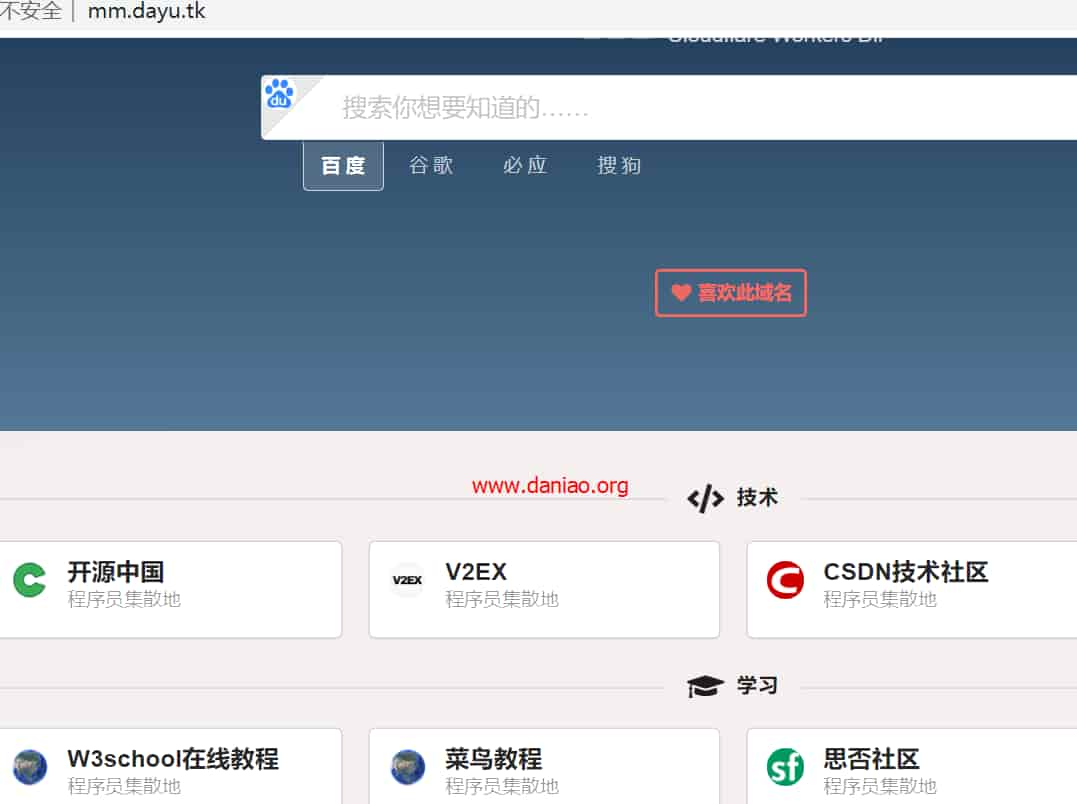 不安全 | mm.dayu.tk
Cloudflare Workers Dir
du
搜索你想要知道的……
百度 谷歌 必应 搜狗
喜欢此域名
www.daniao.org
</> 技术
开源中国
程序员集散地
V2EX
V2EX
程序员集散地
CSDN技术社区
程序员集散地
学习
W3school在线教程
程序员集散地
菜鸟教程
程序员集散地
sf
思否社区
程序员集散地